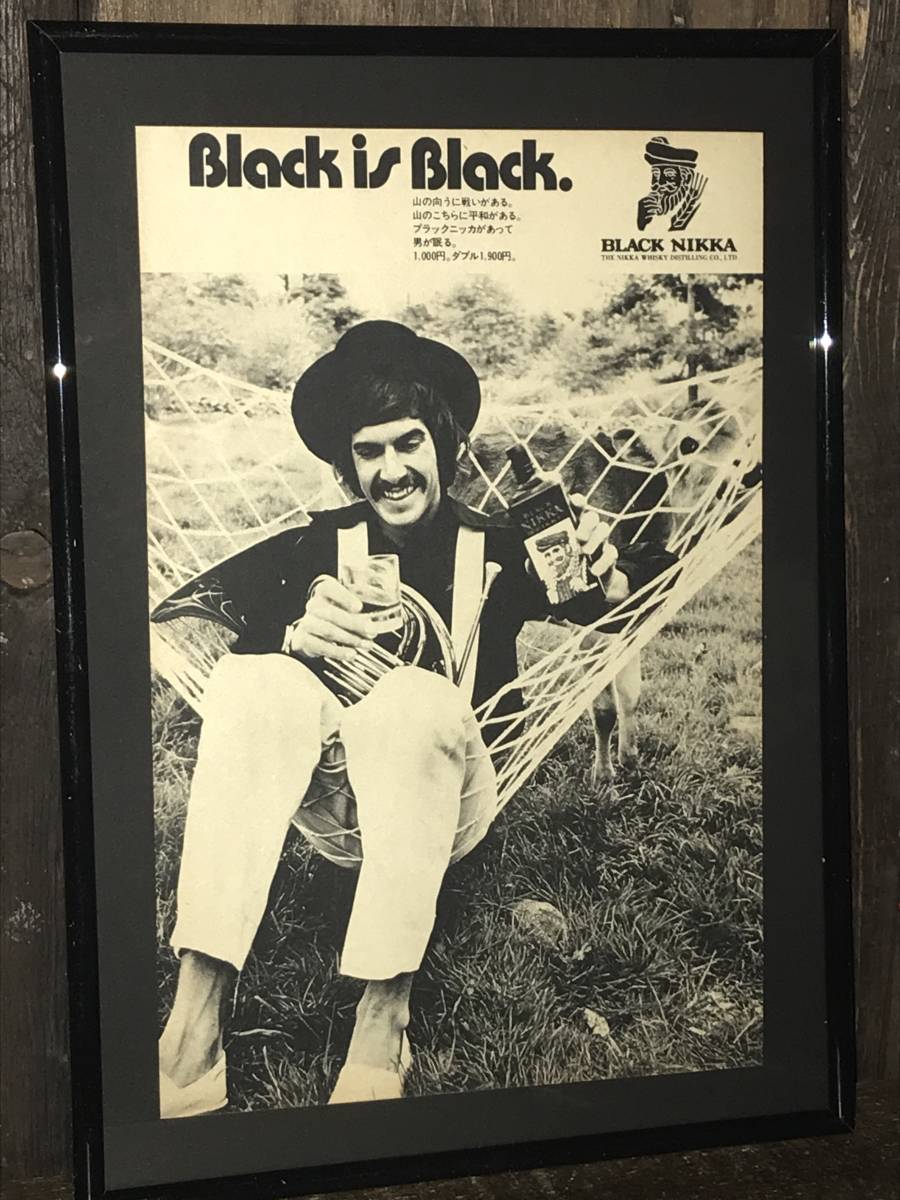 Black is Black.
山の向うに戦いがある。
山のこちらに平和がある。
ブラックニッカがあって
男が眠る。
1,000円。ダブル1,900円。
BLACK NIKKA
THE NIKKA WHISKY DISTILLING CO., LTD
NIKKA